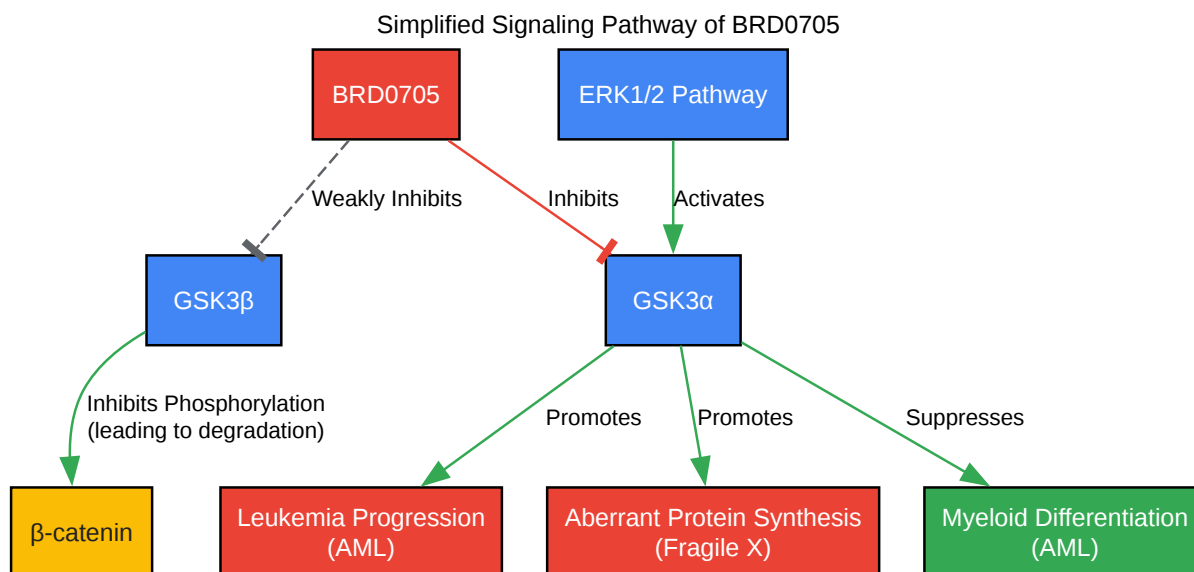 Simplified Signaling Pathway of BRD0705
BRD0705
ERK1/2 Pathway
Weakly Inhibits
Inhibits
Activates
GSK3β
GSK3α
Inhibits Phosphorylation
(leading to degradation)
Promotes
Promotes
Suppresses
β-catenin
Leukemia Progression
(AML)
Aberrant Protein Synthesis
(Fragile X)
Myeloid Differentiation
(AML)